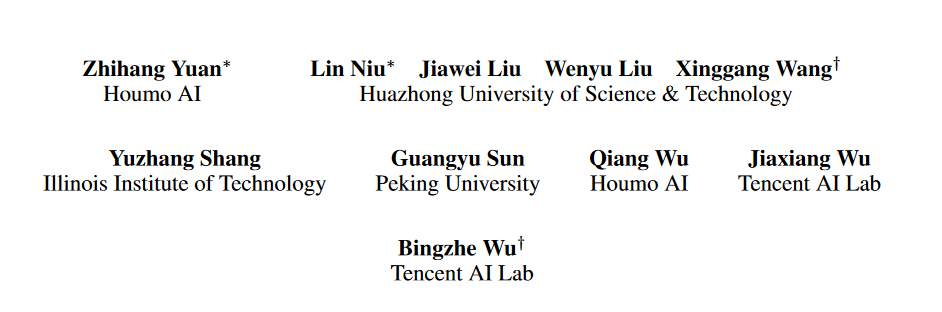 Zhihang Yuan* Lin Niu* Jiawei Liu Wenyu Liu Xinggang Wang†
Houmo AI Huazhong University of Science & Technology
Yuzhang Shang Guangyu Sun Qiang Wu Jiaxiang Wu
Illinois Institute of Technology Peking University Houmo AI Tencent AI Lab
Bingzhe Wu†
Tencent AI Lab